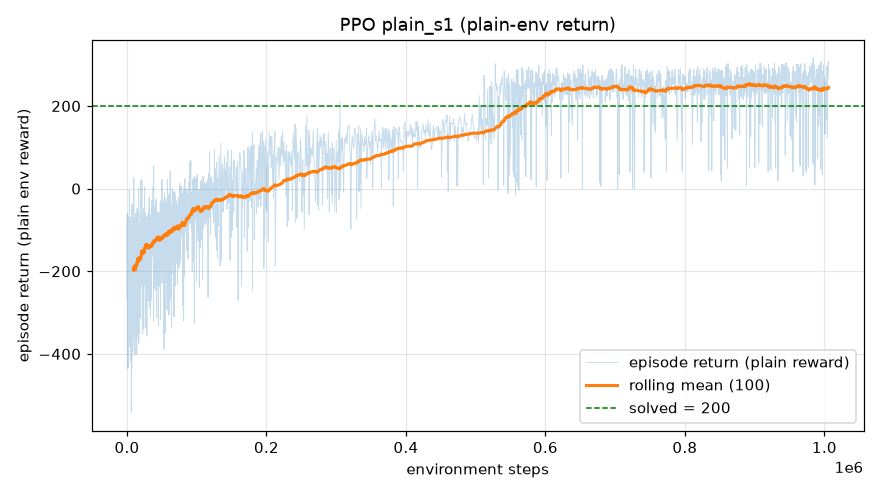 PPO plain_s1 (plain-env return)
episode return (plain env reward)
200
0
−200
−400
episode return (plain reward)
rolling mean (100)
solved = 200
0.0 0.2 0.4 0.6 0.8 1.0
1e6
environment steps